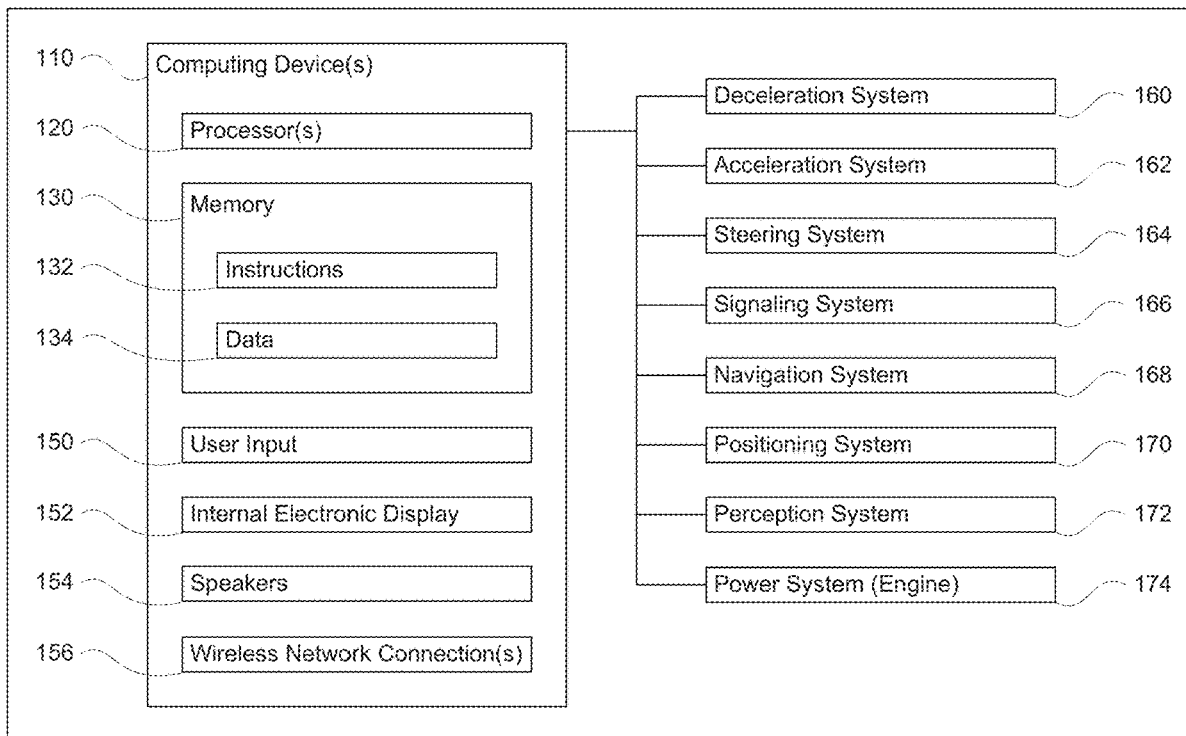 110 Computing Device(s)
120 Processor(s)
130 Memory
132 Instructions
134 Data
150 User Input
152 Internal Electronic Display
154 Speakers
156 Wireless Network Connection(s)
Deceleration System 160
Acceleration System 162
Steering System 164
Signaling System 166
Navigation System 168
Positioning System 170
Perception System 172
Power System (Engine) 174